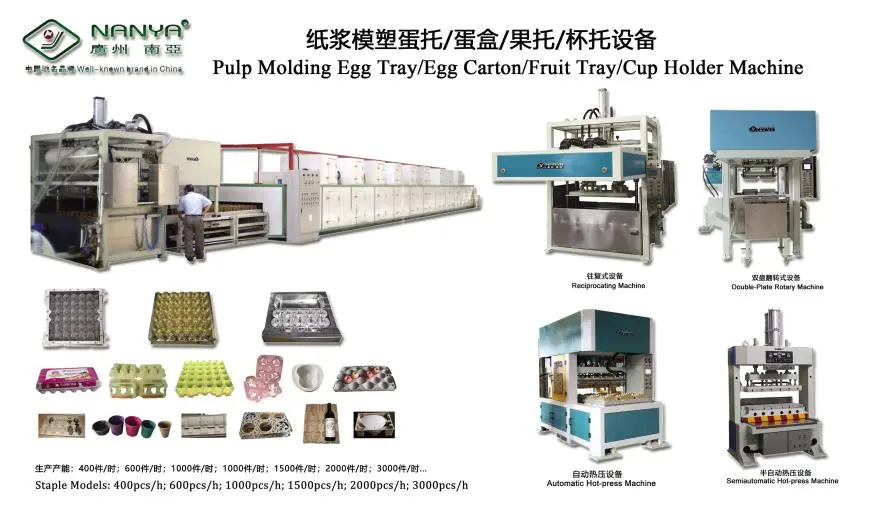 NANYA®
廣州 南亞
中國馳名品牌 Well-known brand in China
纸浆模塑蛋托/蛋盒/果托/杯托设备
Pulp Molding Egg Tray/Egg Carton/Fruit Tray/Cup Holder Machine
往复式设备
Reciprocating Machine
双盘翻转式设备
Double-Plate Rotary Machine
自动热压设备
Automatic Hot-press Machine
半自动热压设备
Semiautomatic Hot-press Machine
生产产能：400件/时；600件/时；1000件/时；1000件/时；1500件/时；2000件/时；3000件/时...
Staple Models: 400pcs/h; 600pcs/h; 1000pcs/h; 1500pcs/h; 2000pcs/h; 3000pcs/h